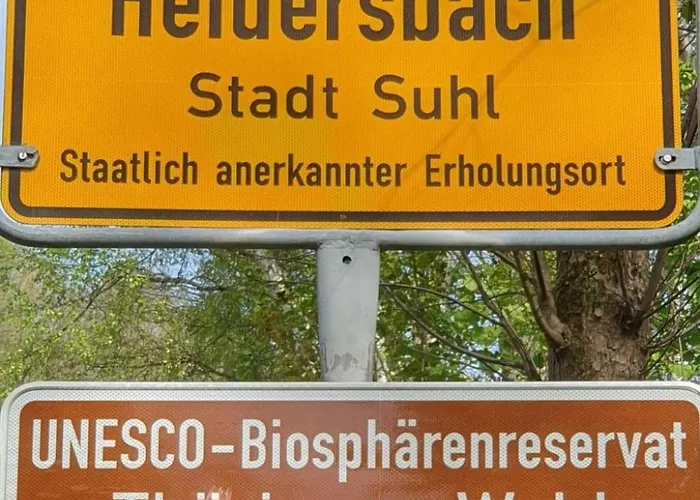 Heidersbach
Stadt Suhl
Staatlich anerkannter Erholungsort
UNESCO-Biosphärenreservat